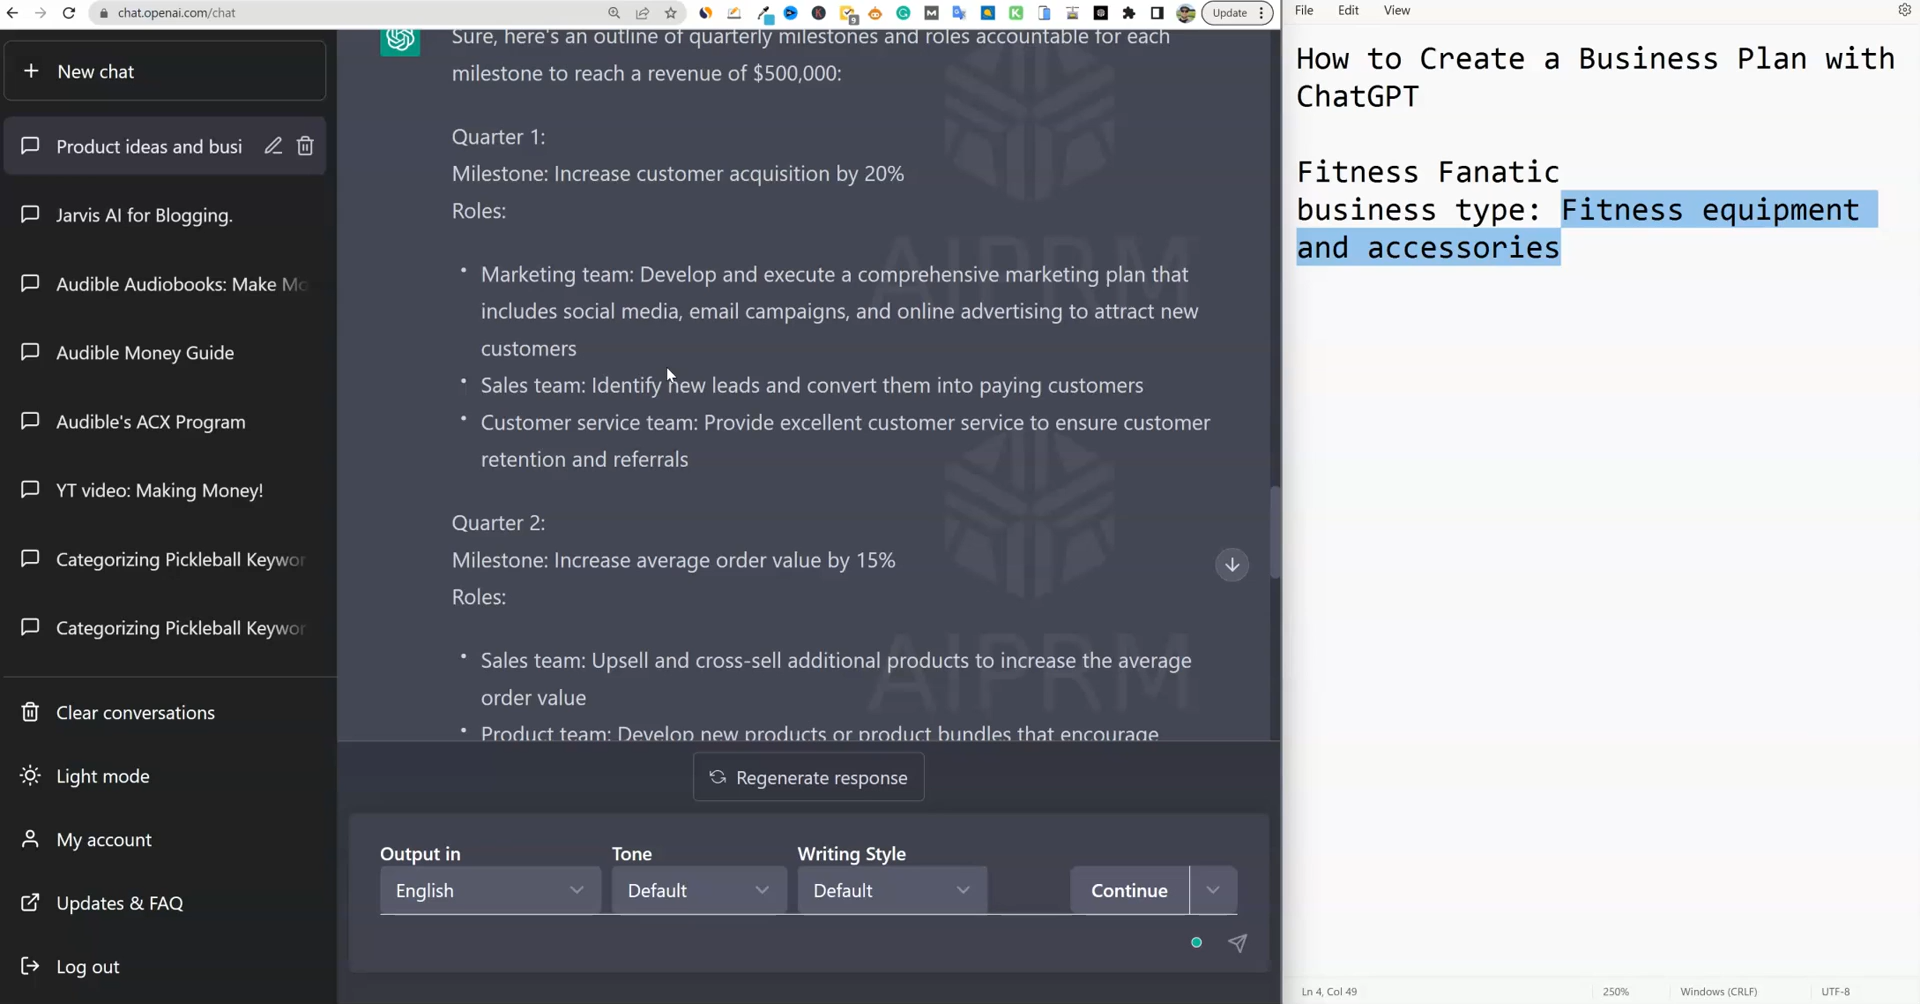 chat.openai.com/chat
Update
New chat
Product ideas and busi
Jarvis AI for Blogging.
Audible Audiobooks: Make Mo
Audible Money Guide
Audible's ACX Program
YT video: Making Money!
Categorizing Pickleball Keywor
Categorizing Pickleball Keywor
Clear conversations
Light mode
My account
Updates & FAQ
Log out
Sure, here's an outline of quarterly milestones and roles accountable for each
milestone to reach a revenue of $500,000:
Quarter 1:
Milestone: Increase customer acquisition by 20%
Roles:
• Marketing team: Develop and execute a comprehensive marketing plan that
includes social media, email campaigns, and online advertising to attract new
customers
• Sales team: Identify new leads and convert them into paying customers
• Customer service team: Provide excellent customer service to ensure customer
retention and referrals
Quarter 2:
Milestone: Increase average order value by 15%
Roles:
• Sales team: Upsell and cross-sell additional products to increase the average
order value
• Product team: Develop new products or product bundles that encourage
AIPRM
AIPRM
Regenerate response
Output in
Tone
Writing Style
English
Default
Default
Continue
File
Edit
View
How to Create a Business Plan with
ChatGPT
Fitness Fanatic
business type: Fitness equipment
and accessories
Ln 4, Col 49
250%
Windows (CRLF)
UTF-8